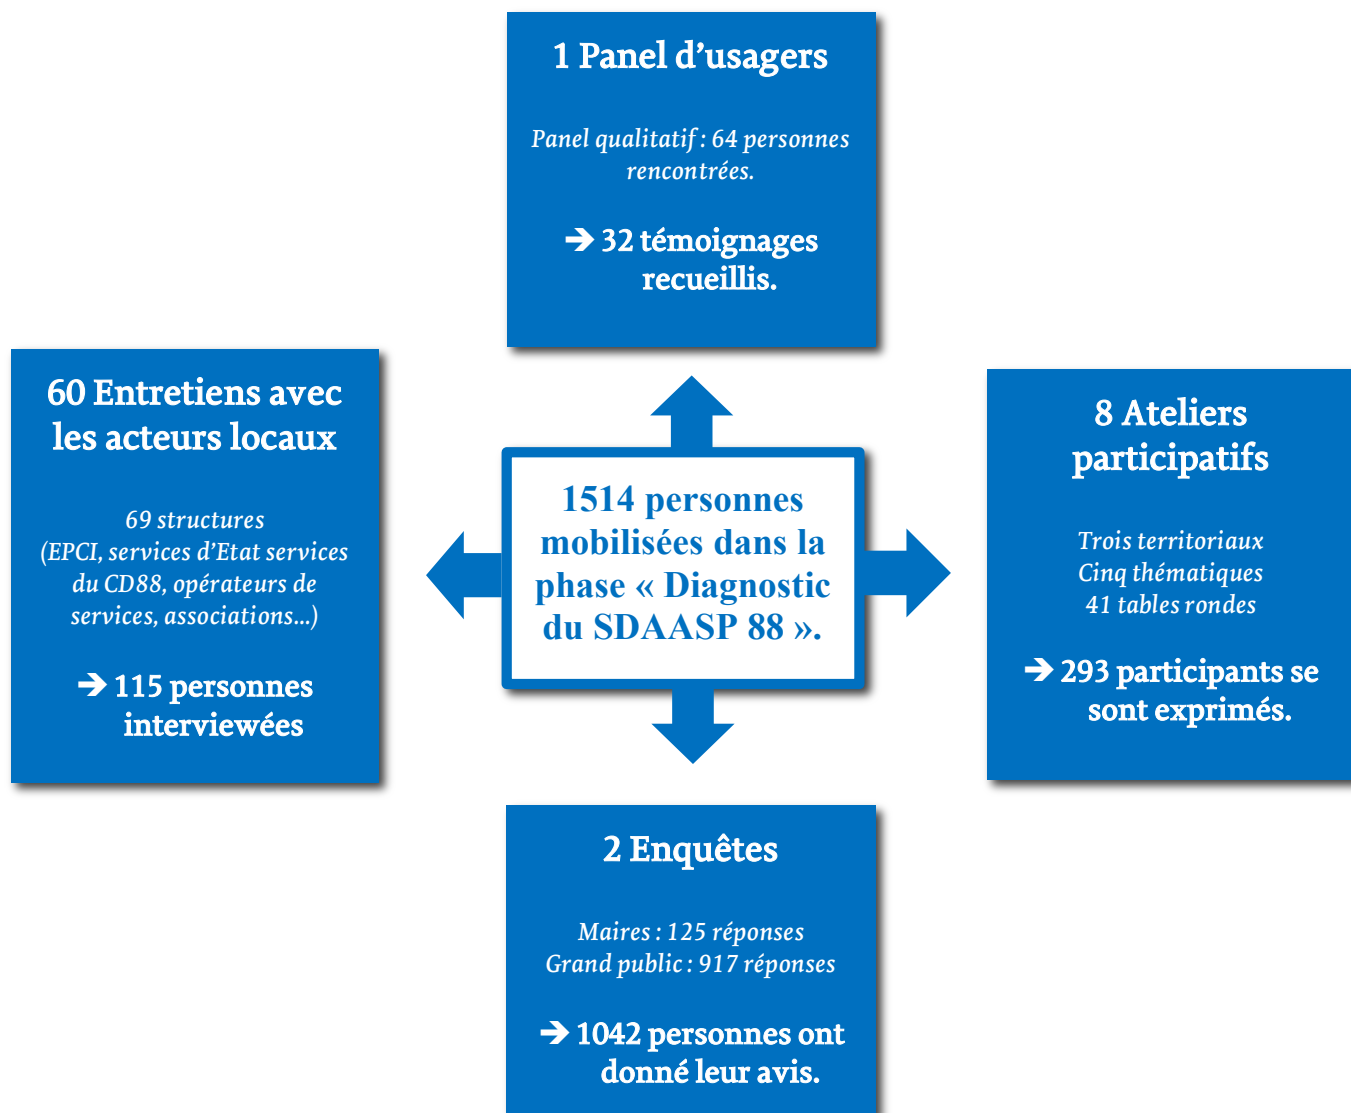 1 Panel d’usagers
Panel qualitatif : 64 personnes
rencontrées.
➔ 32 témoignages
recueillis.
60 Entretiens avec
les acteurs locaux
69 structures
(EPCI, services d’Etat services
du CD88, opérateurs de
services, associations…)
➔ 115 personnes
interviewées
1514 personnes
mobilisées dans la
phase « Diagnostic
du SDAASP 88 ».
8 Ateliers
participatifs
Trois territoriaux
Cinq thématiques
41 tables rondes
➔ 293 participants se
sont exprimés.
2 Enquêtes
Maires : 125 réponses
Grand public : 917 réponses
➔ 1042 personnes ont
donné leur avis.